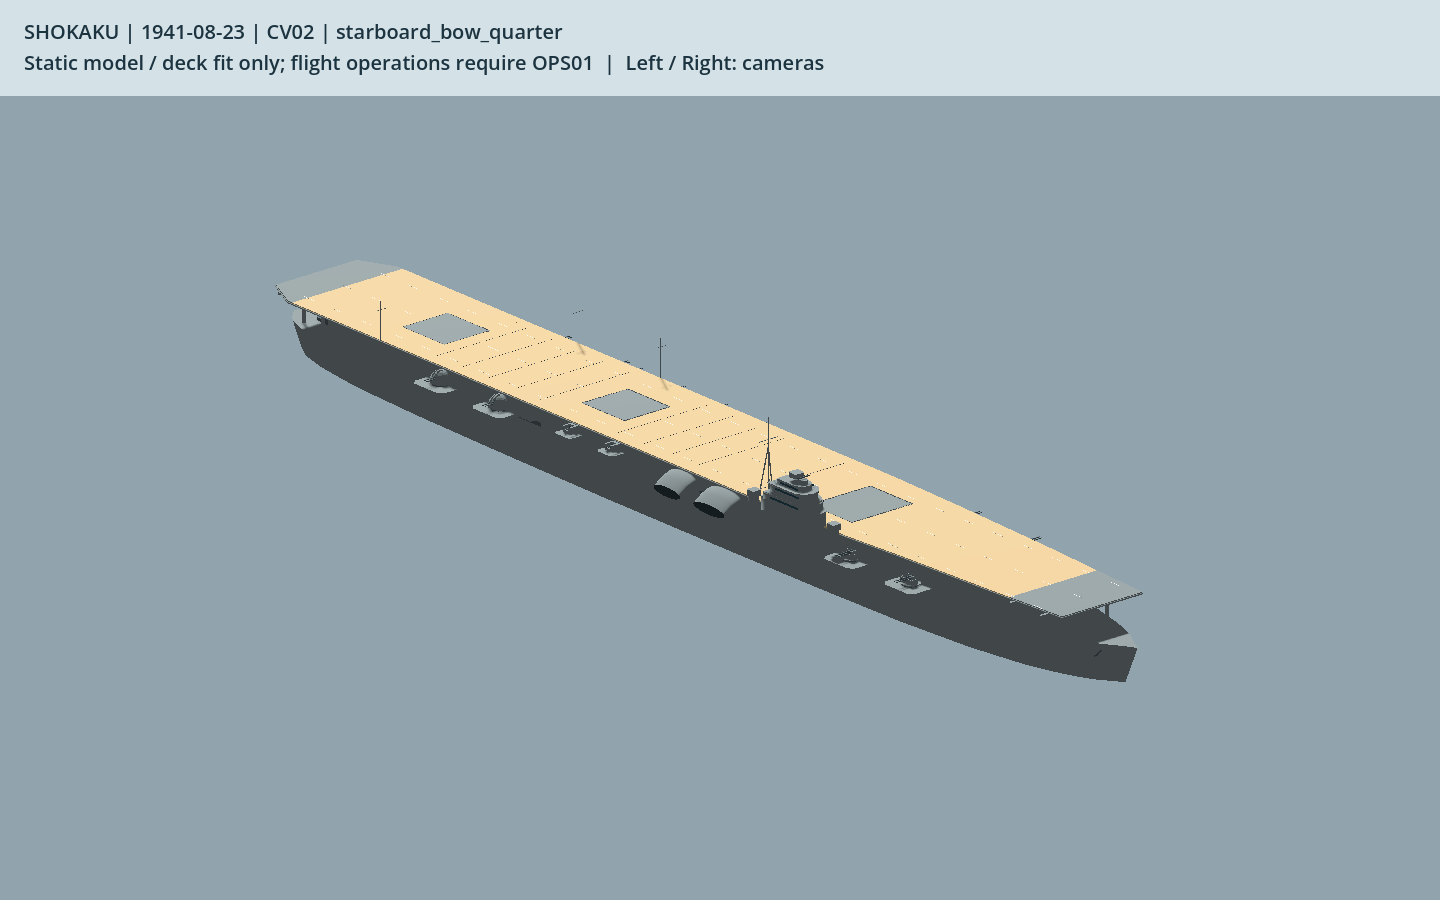 SHOKAKU | 1941-08-23 | CV02 | starboard_bow_quarter
Static model / deck fit only; flight operations require OPS01 | Left / Right: cameras